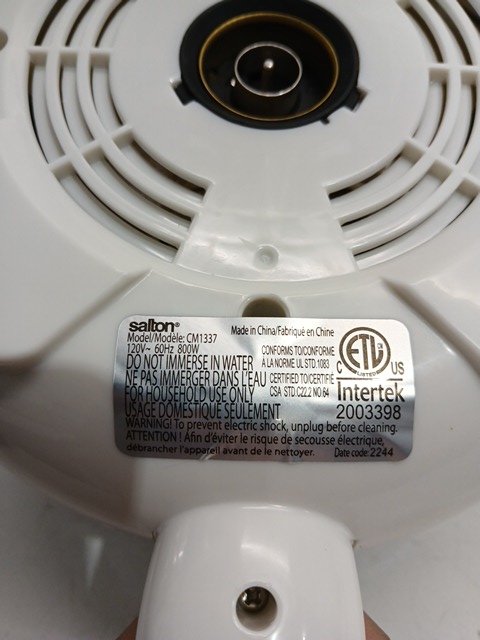 salton®
Made in China/Fabriqué en Chine
Model/Modèle: CM1337
120V~ 60Hz 800W
DO NOT IMMERSE IN WATER
NE PAS IMMERGER DANS L'EAU
FOR HOUSEHOLD USE ONLY
USAGE DOMESTIQUE SEULEMENT
CONFORMS TO/CONFORME
À LA NORME UL STD.1083
CERTIFIED TO/CERTIFIÉ
CSA STD.C22.2 NO.64
ETL
LISTED
C US
Intertek
2003398
WARNING! To prevent electric shock, unplug before cleaning.
ATTENTION ! Afin d'éviter le risque de secousse électrique,
débrancher l'appareil avant de le nettoyer.
Date code: 2244